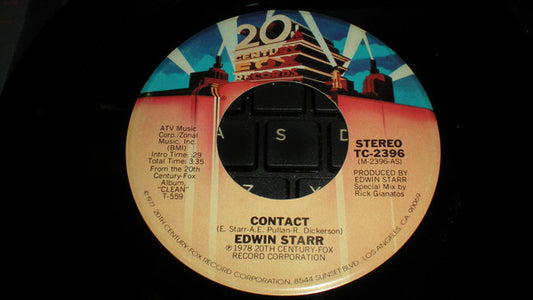 20th
CENTURY
FOX
RECORDS
ATV Music
Corp./Zonal
Music, Inc.
(BMI)
Intro Time :29
Total Time: 3:35
From the 20th
Century-Fox
Album,
"CLEAN"
T-559
STEREO
TC-2396
(M-2396-AS)
PRODUCED BY
EDWIN STARR
Special Mix by
Rick Gianatos
A S D
Z
CONTACT
(E. Starr-A.E. Pullan-R. Dickerson)
EDWIN STARR
℗1978 20TH CENTURY-FOX
RECORD CORPORATION
©1977 20TH CENTURY-FOX RECORD CORPORATION, 8544 SUNSET BLVD., LOS ANGELES, CA. 90069